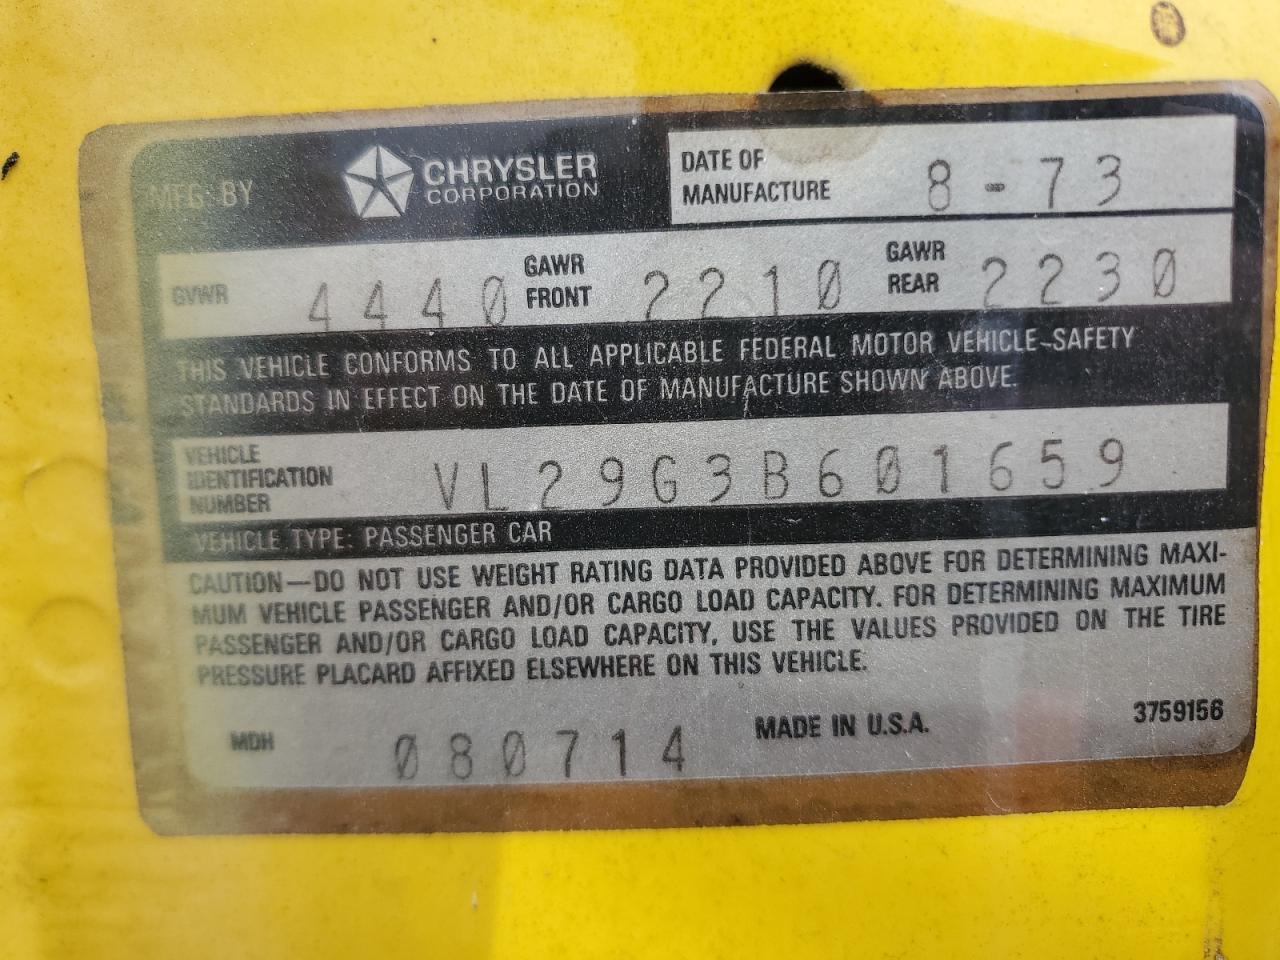 MFG. BY CHRYSLER CORPORATION
DATE OF MANUFACTURE 8-73
GVWR 4440 GAWR FRONT 2210 GAWR REAR 2230
THIS VEHICLE CONFORMS TO ALL APPLICABLE FEDERAL MOTOR VEHICLE SAFETY
STANDARDS IN EFFECT ON THE DATE OF MANUFACTURE SHOWN ABOVE.
VEHICLE IDENTIFICATION NUMBER VL29G3B601659
VEHICLE TYPE: PASSENGER CAR
CAUTION—DO NOT USE WEIGHT RATING DATA PROVIDED ABOVE FOR DETERMINING MAXI-
MUM VEHICLE PASSENGER AND/OR CARGO LOAD CAPACITY. FOR DETERMINING MAXIMUM
PASSENGER AND/OR CARGO LOAD CAPACITY, USE THE VALUES PROVIDED ON THE TIRE
PRESSURE PLACARD AFFIXED ELSEWHERE ON THIS VEHICLE.
MDH 080714 MADE IN U.S.A. 3759156